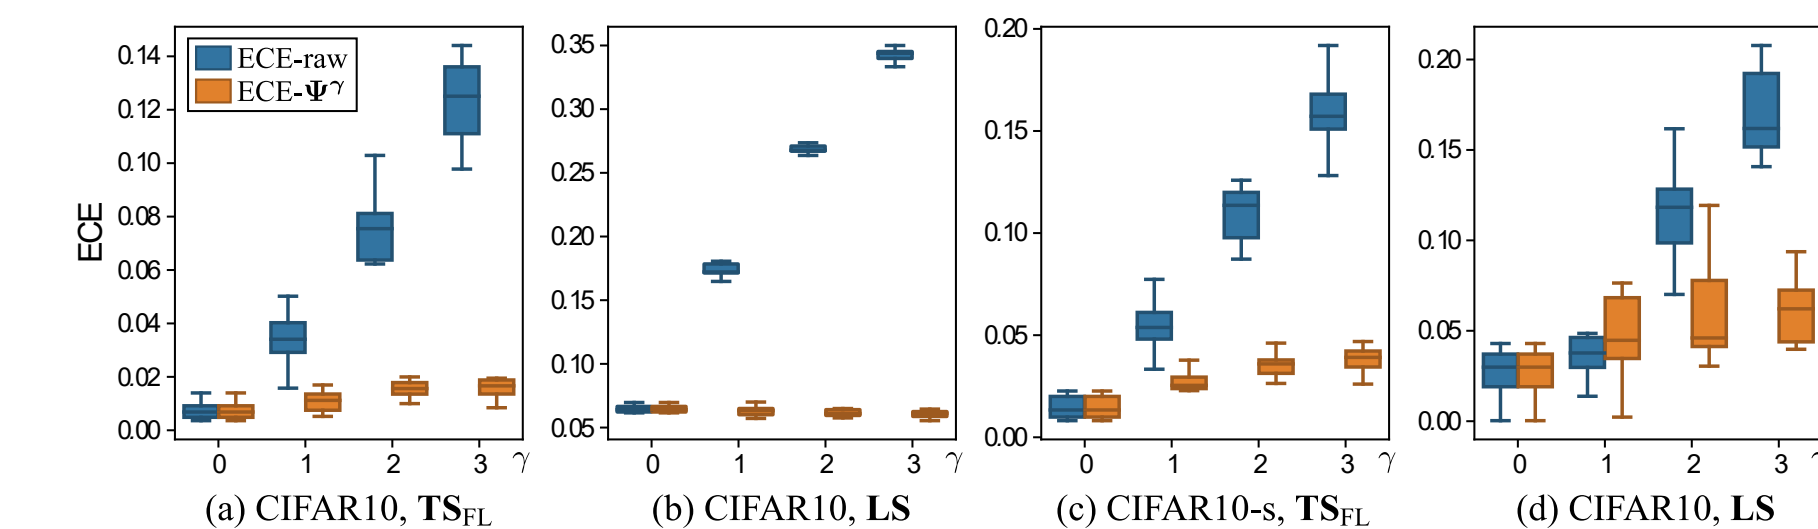 ECE
0.14
0.12
0.10
0.08
0.06
0.04
0.02
0.00
ECE-raw
ECE-Ψ^γ
0 1 2 3 γ
(a) CIFAR10, TS_FL
0.35
0.30
0.25
0.20
0.15
0.10
0.05
0 1 2 3 γ
(b) CIFAR10, LS
0.20
0.15
0.10
0.05
0.00
0 1 2 3 γ
(c) CIFAR10-s, TS_FL
0.20
0.15
0.10
0.05
0.00
0 1 2 3
(d) CIFAR10, LS